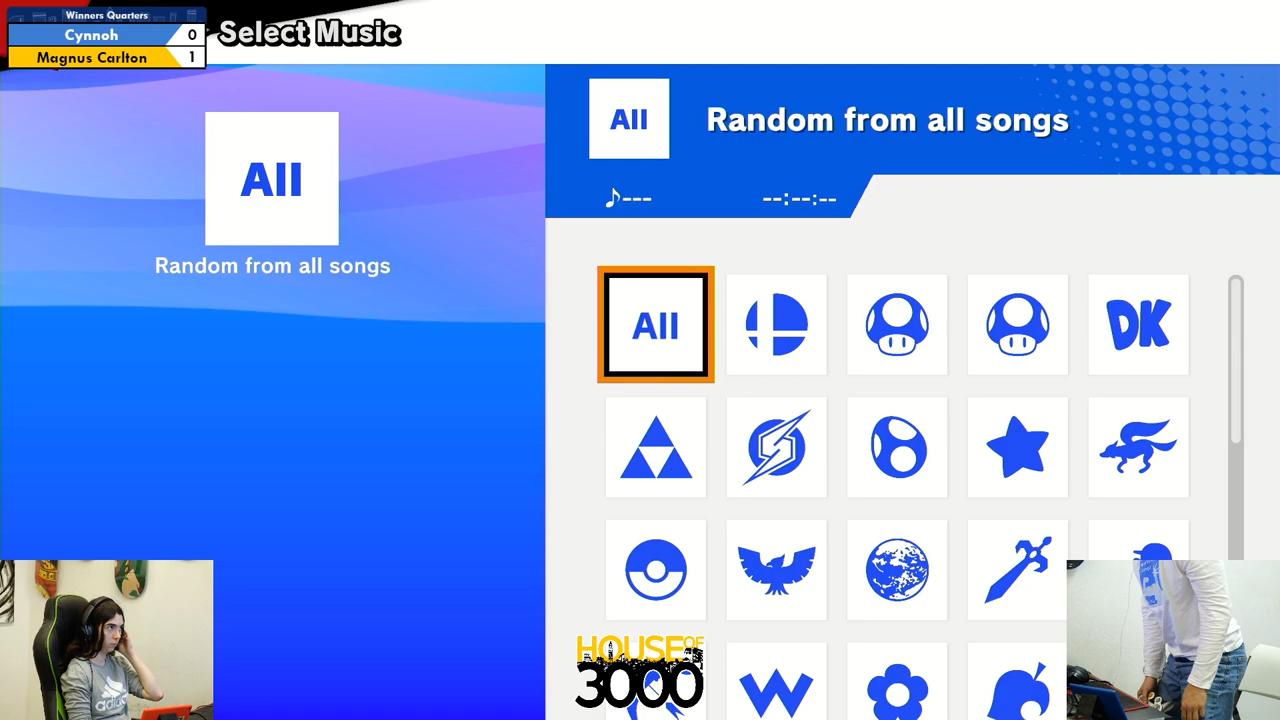 Winners Quarters
Cynnoh 0
Magnus Carlton 1
Select Music
All
Random from all songs
All
Random from all songs
♪--- --:--:--
All
DK
HOUSE OF
3000
adidas